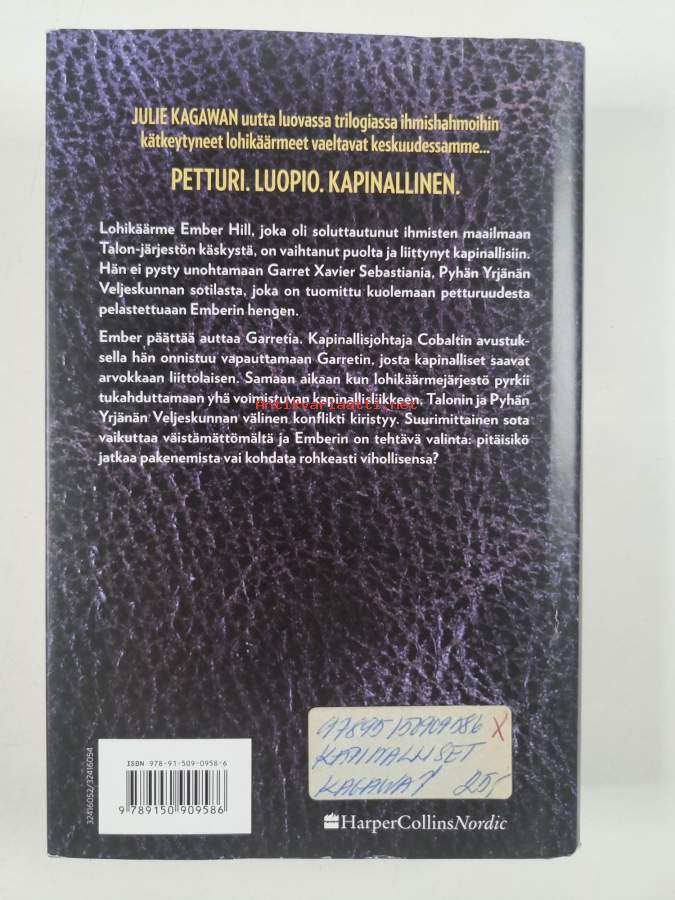 JULIE KAGAWAN uutta luovassa trilogiassa ihmishahmoihin
kätkeytyneet lohikäärmeet vaeltavat keskuudessamme...
PETTURI. LUOPIO. KAPINALLINEN.
Lohikäärme Ember Hill, joka oli soluttautunut ihmisten maailmaan
Talon-järjestön käskystä, on vaihtanut puolta ja liittynyt kapinallisiin.
Hän ei pysty unohtamaan Garret Xavier Sebastiania, Pyhän Yrjänän
Veljeskunnan sotilasta, joka on tuomittu kuolemaan petturuudesta
pelastettuaan Emberin hengen.
Ember päättää auttaa Garretia. Kapinallisjohtaja Cobaltin avustuk-
sella hän onnistuu vapauttamaan Garretin, josta kapinalliset saavat
arvokkaan liittolaisen. Samaan aikaan kun lohikäärmejärjestö pyrkii
tukahduttamaan yhä voimistuvan kapinallisliikkeen, Talonin ja Pyhän
Antikvariaatti.net
Yrjänän Veljeskunnan välinen konflikti kiristyy. Suurimittainen sota
vaikuttaa väistämättömältä ja Emberin on tehtävä valinta: pitäisikö
jatkaa pakenemista vai kohdata rohkeasti vihollisensa?
32416052/32416054
ISBN 978-91-509-0958-6
9 789150 909586
KAPINALLISET
KAGAWA
25,
HarperCollinsNordic